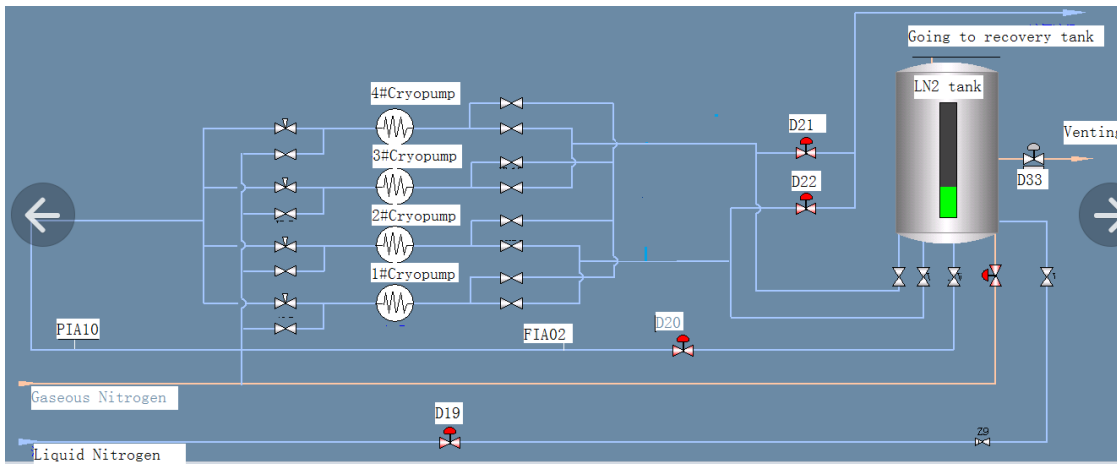 Going to recovery tank
4#Cryopump
LN2 tank
D21
Venting
3#Cryopump
D22
D33
2#Cryopump
1#Cryopump
PIA10
FIA02
D20
Gaseous Nitrogen
D19
Z9
Liquid Nitrogen